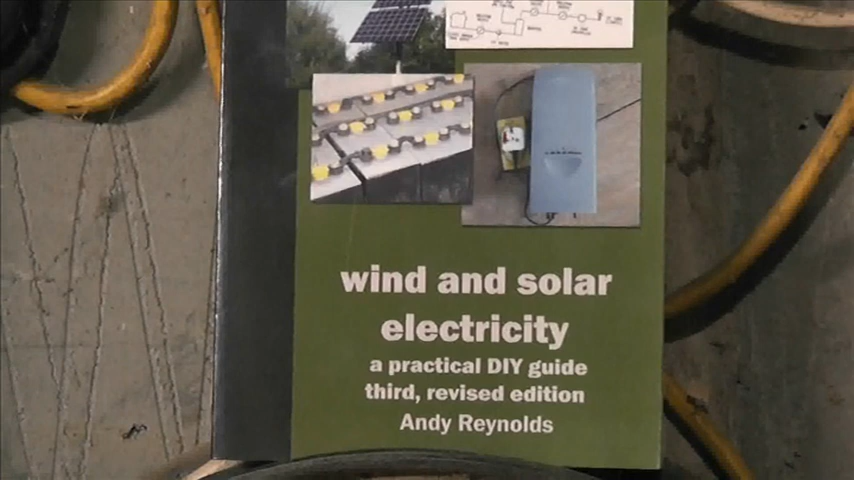 wind and solar
electricity
a practical DIY guide
third, revised edition
Andy Reynolds